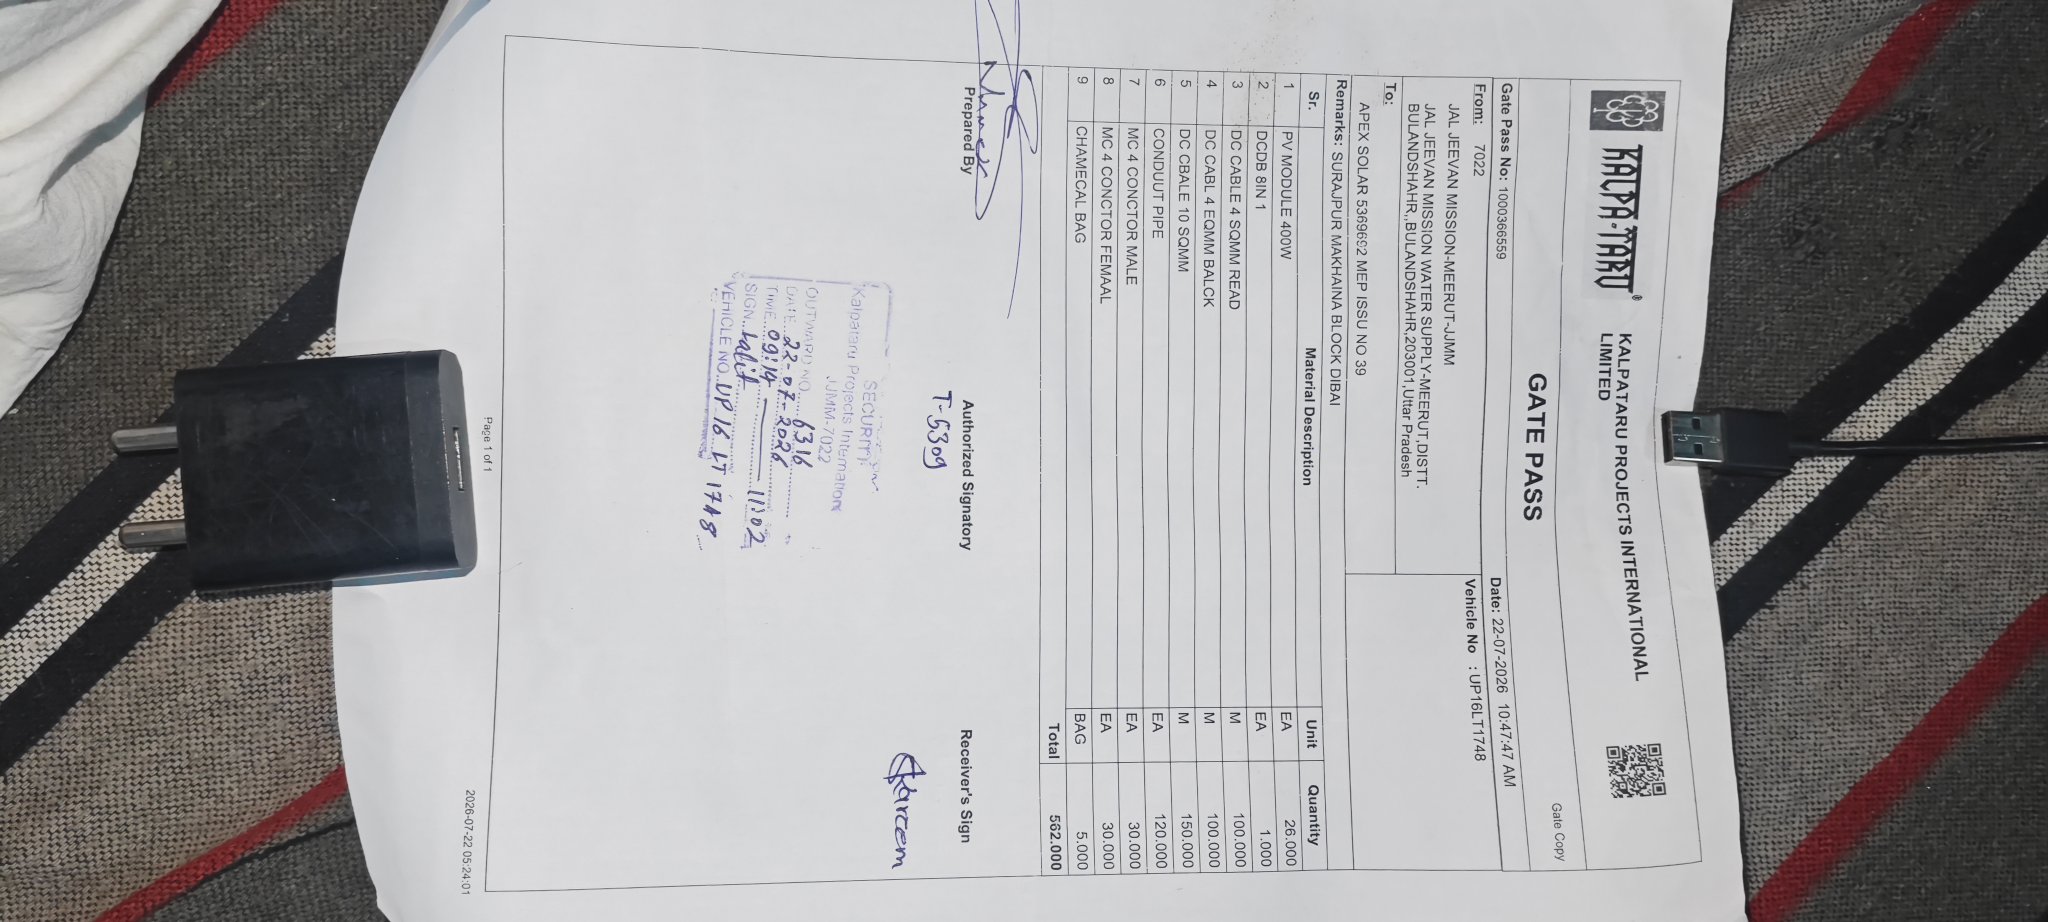 KALPA-TARU®
KALPATARU PROJECTS INTERNATIONAL
LIMITED
Gate Copy
GATE PASS
Gate Pass No: 1000366559 Date: 22-07-2026 10:47:47 AM
From: 7022 Vehicle No : UP16LT1748
JAL JEEVAN MISSION-MEERUT-JJMM
JAL JEEVAN MISSION WATER SUPPLY-MEERUT,DISTT.
BULANDSHAHR,,BULANDSHAHR,203001,Uttar Pradesh
To:
APEX SOLAR 5369692 MEP ISSU NO 39
Remarks: SURAJPUR MAKHAINA BLOCK DIBAI
Sr. Material Description Unit Quantity
1 PV MODULE 400W EA 26.000
2 DCDB 8IN 1 EA 1.000
3 DC CABLE 4 SQMM READ M 100.000
4 DC CABL 4 EQMM BALCK M 100.000
5 DC CBALE 10 SQMM M 150.000
6 CONDUUT PIPE EA 120.000
7 MC 4 CONCTOR MALE EA 30.000
8 MC 4 CONCTOR FEMAAL EA 30.000
9 CHAMECAL BAG BAG 5.000
Total 562.000
Prepared By Authorized Signatory Receiver's Sign
T-5309
SECURITY
Kalpataru Projects International
JJMM-7022
OUTWARD NO. 6316
DATE 22-07-2026
TIME 09:14 — 11:02
SIGN. Lalit
VEHICLE NO. UP16 LT 1748
Page 1 of 1
2026-07-22 05:24:01